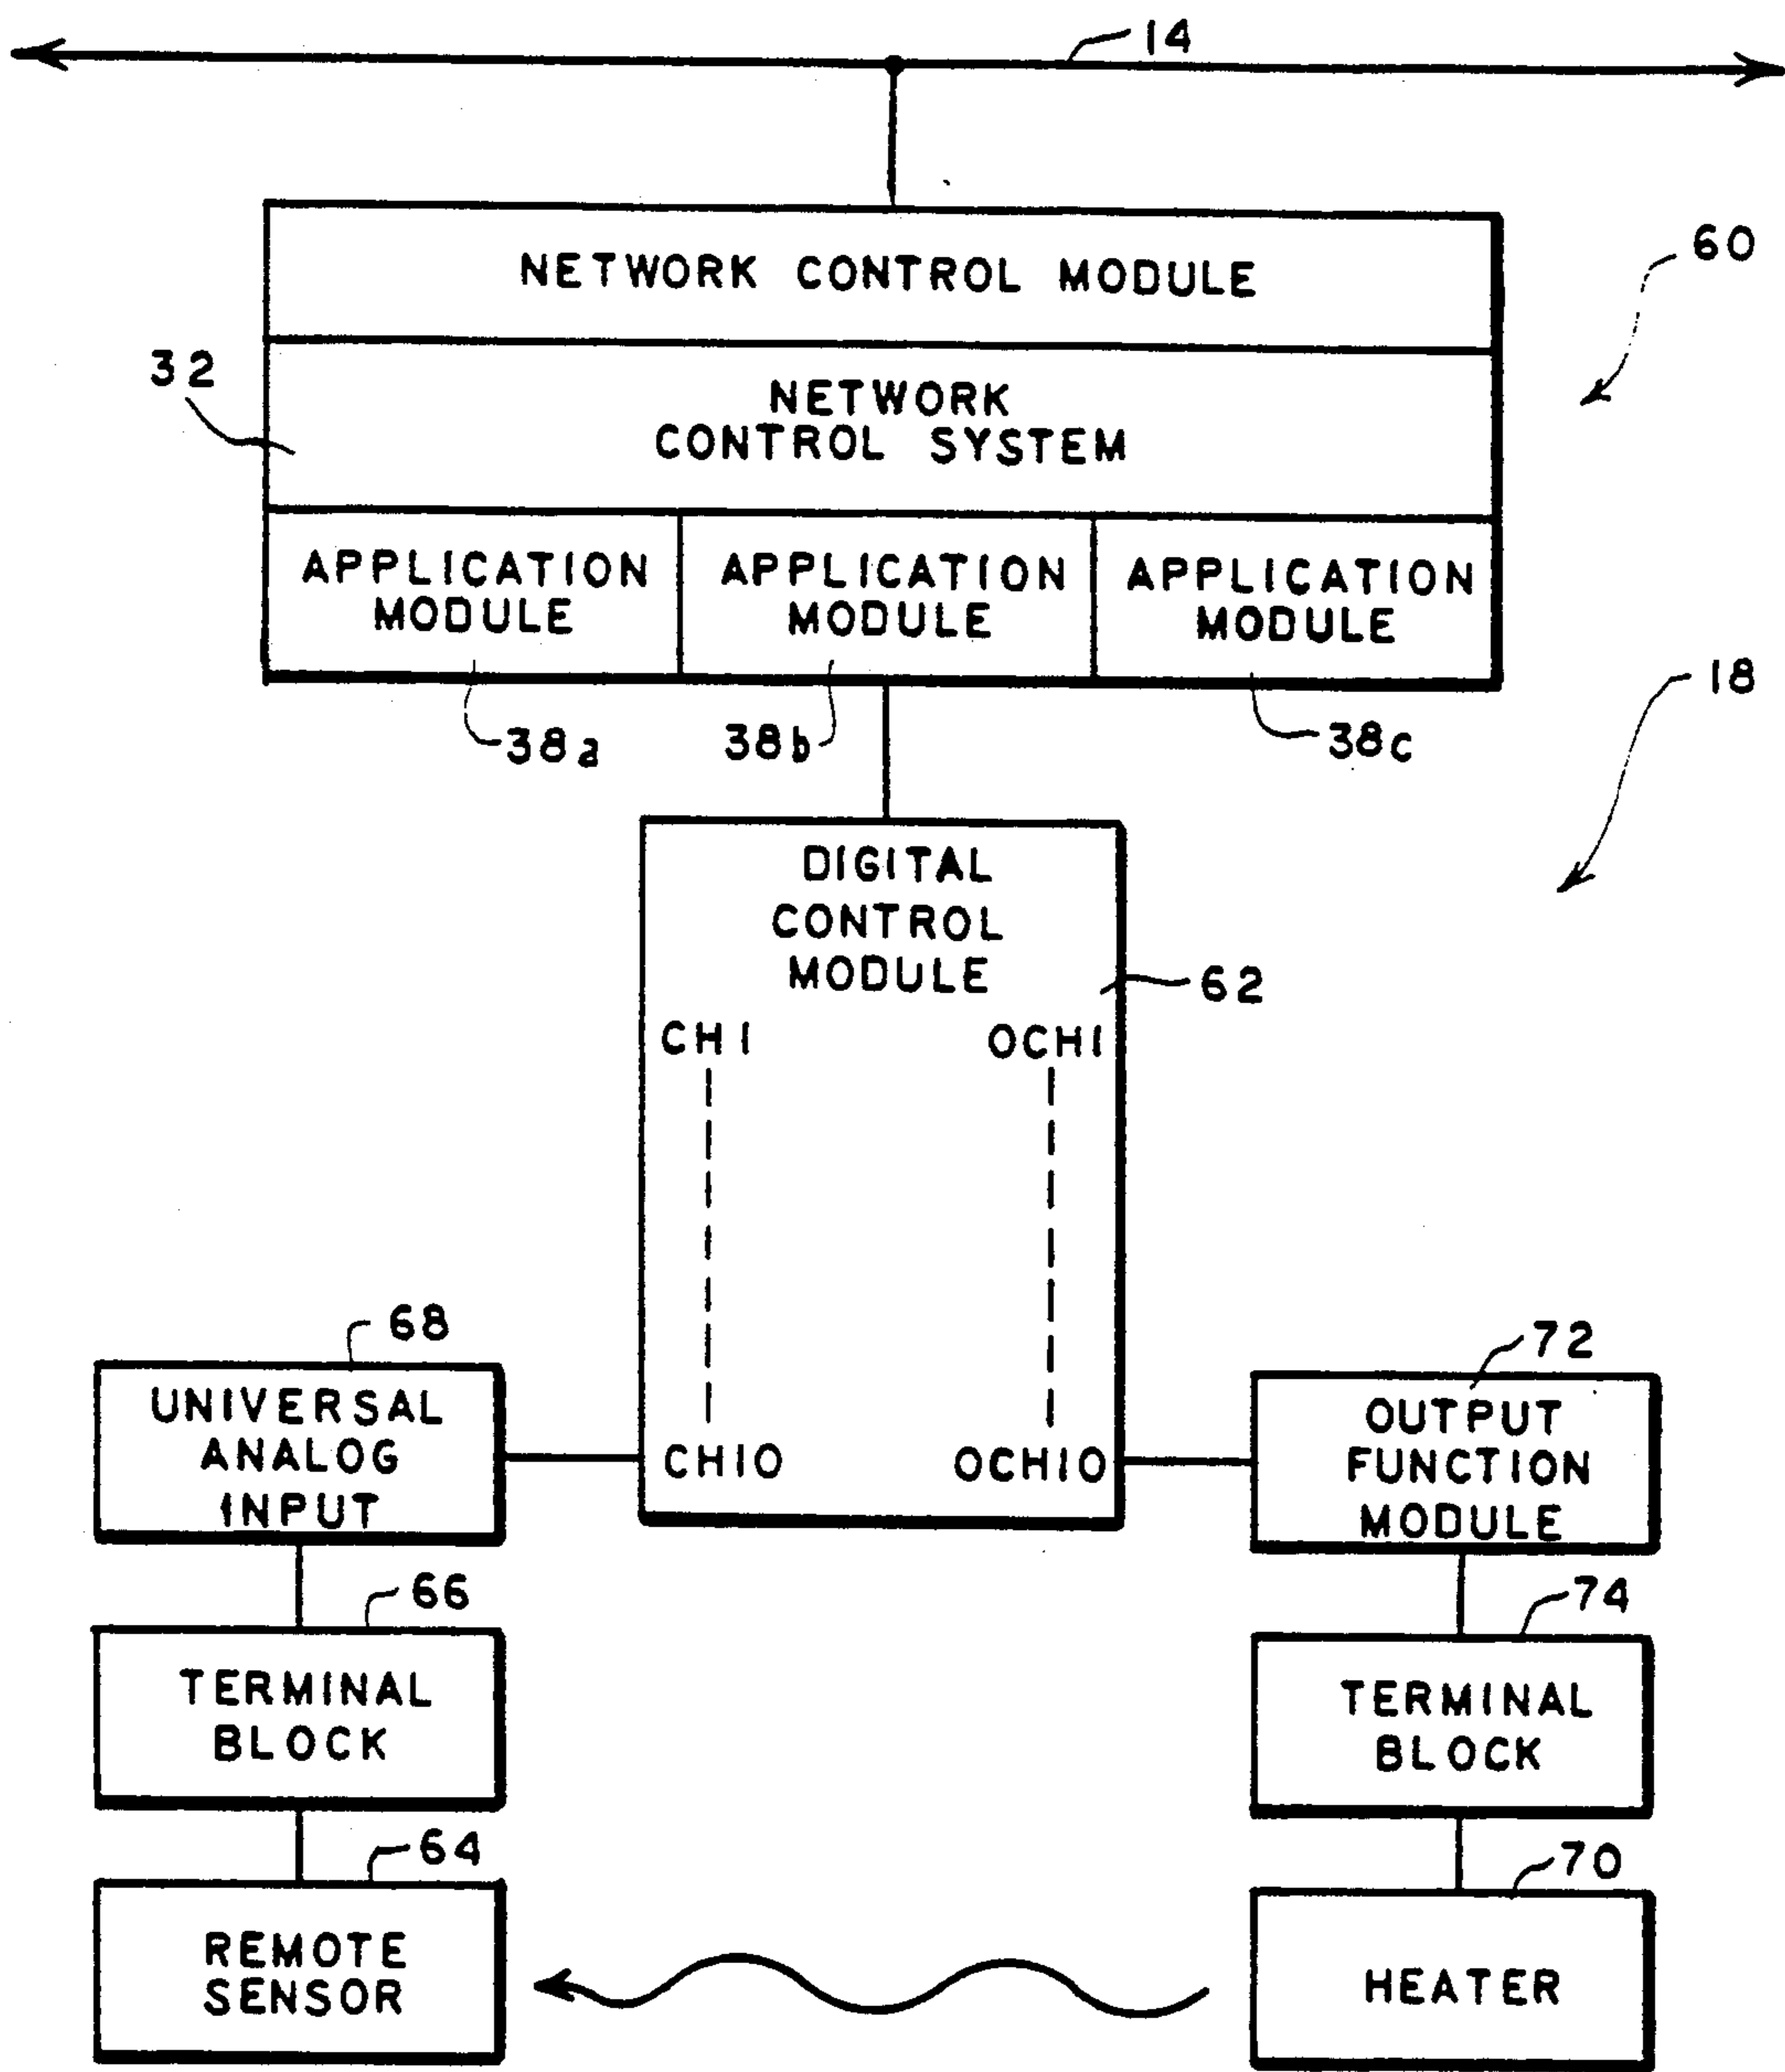 14
NETWORK CONTROL MODULE
60
32
NETWORK
CONTROL SYSTEM
APPLICATION
MODULE
APPLICATION
MODULE
APPLICATION
MODULE
38a
38b
38c
18
DIGITAL
CONTROL
MODULE
62
CH1
OCH1
CH10
OCH10
68
UNIVERSAL
ANALOG
INPUT
72
OUTPUT
FUNCTION
MODULE
66
TERMINAL
BLOCK
74
TERMINAL
BLOCK
64
REMOTE
SENSOR
70
HEATER